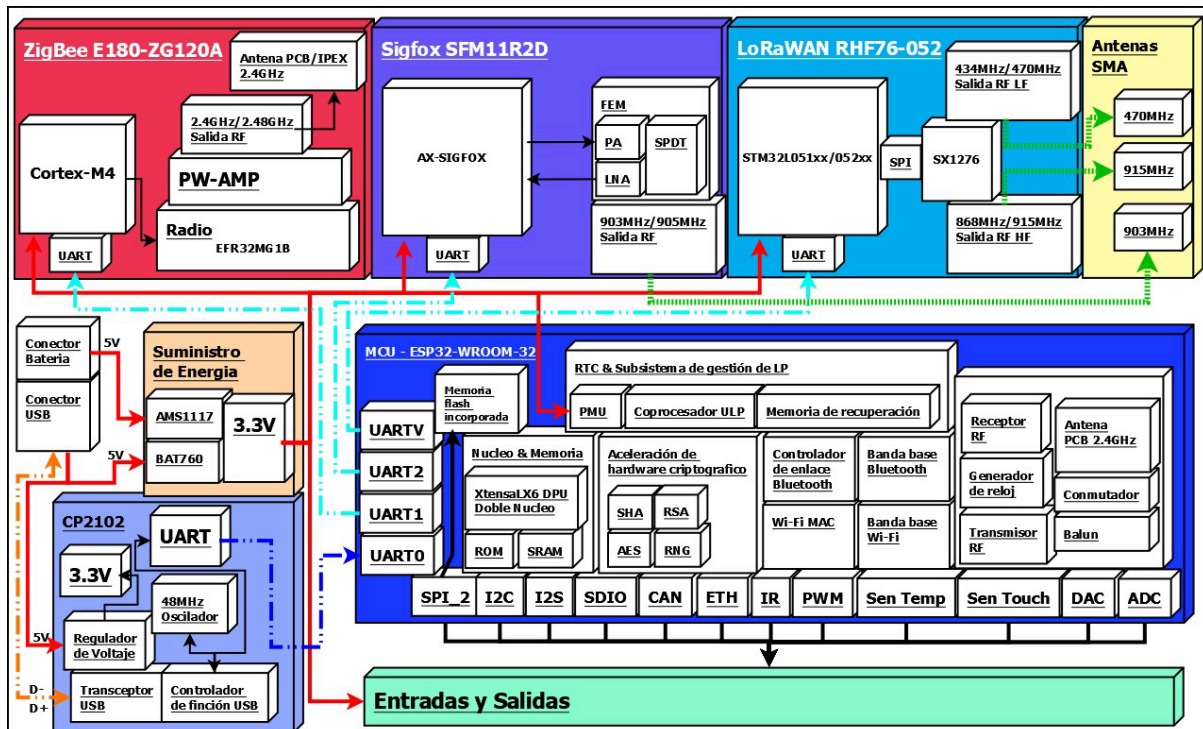 ZigBee E180-ZG120A
Antena PCB/IPEX
2.4GHz
2.4GHz/2.48GHz
Salida RF
Cortex-M4
PW-AMP
Radio
EFR32MG1B
UART
Sigfox SFM11R2D
AX-SIGFOX
FEM
PA
SPDT
LNA
903MHz/905MHz
Salida RF
UART
LoRaWAN RHF76-052
434MHz/470MHz
Salida RF LF
STM32L051xx/052xx
SPI
SX1276
868MHz/915MHz
Salida RF HF
UART
Antenas
SMA
470MHz
915MHz
903MHz
Conector
Bateria
5V
Conector
USB
5V
Suministro
de Energia
AMS1117
3.3V
BAT760
CP2102
UART
3.3V
48MHz
Oscilador
5V
Regulador
de Voltaje
D-
D+
Transceptor
USB
Controlador
de finción USB
MCU - ESP32-WROOM-32
Memoria
flash
incorporada
UARTV
UART2
UART1
UART0
RTC & Subsistema de gestión de LP
PMU
Coprocesador ULP
Memoria de recuperación
Nucleo & Memoria
XtensaLX6 DPU
Doble Nucleo
ROM
SRAM
Aceleración de
hardware criptografico
SHA
RSA
AES
RNG
Controlador
de enlace
Bluetooth
Banda base
Bluetooth
Wi-Fi MAC
Banda base
Wi-Fi
Receptor
RF
Generador
de reloj
Transmisor
RF
Antena
PCB 2.4GHz
Conmutador
Balun
SPI_2
I2C
I2S
SDIO
CAN
ETH
IR
PWM
Sen Temp
Sen Touch
DAC
ADC
Entradas y Salidas